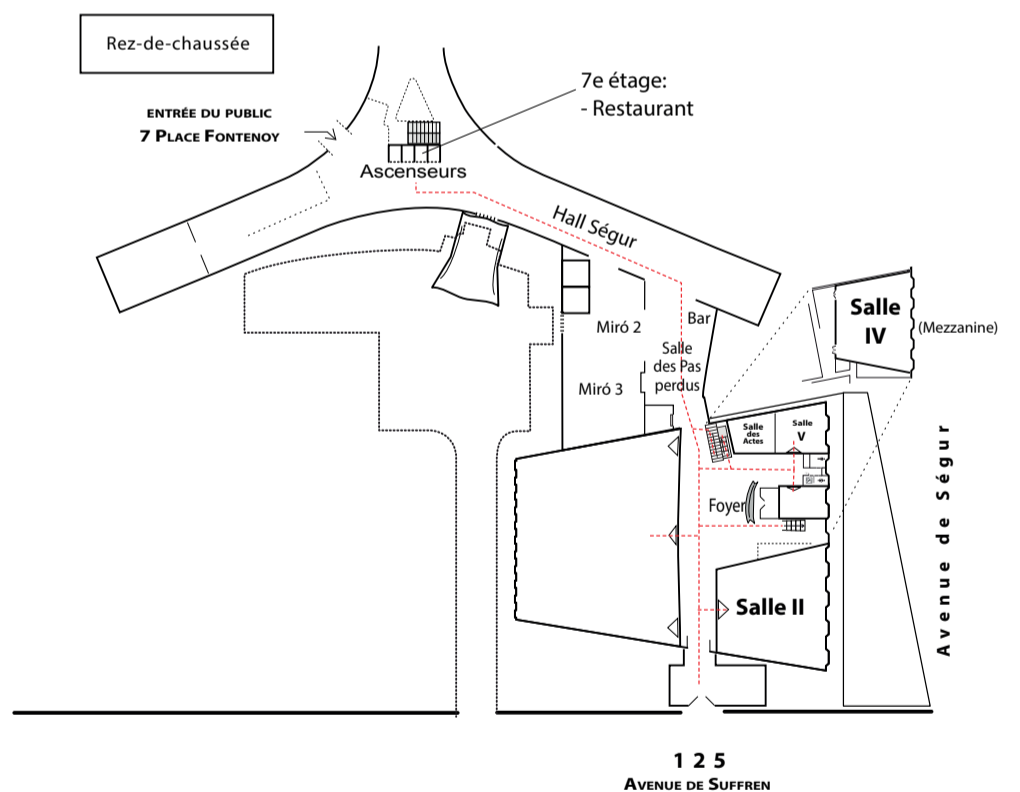 Rez-de-chaussée
ENTRÉE DU PUBLIC
7 PLACE FONTENOY
7e étage:
- Restaurant
Ascenseurs
Hall Ségur
Miró 2
Bar
Salle
des Pas
perdus
Miró 3
Salle
IV
(Mezzanine)
Salle
des
Actes
Salle
V
Foyer
Salle II
Avenue de Ségur
1 2 5
AVENUE DE SUFFREN